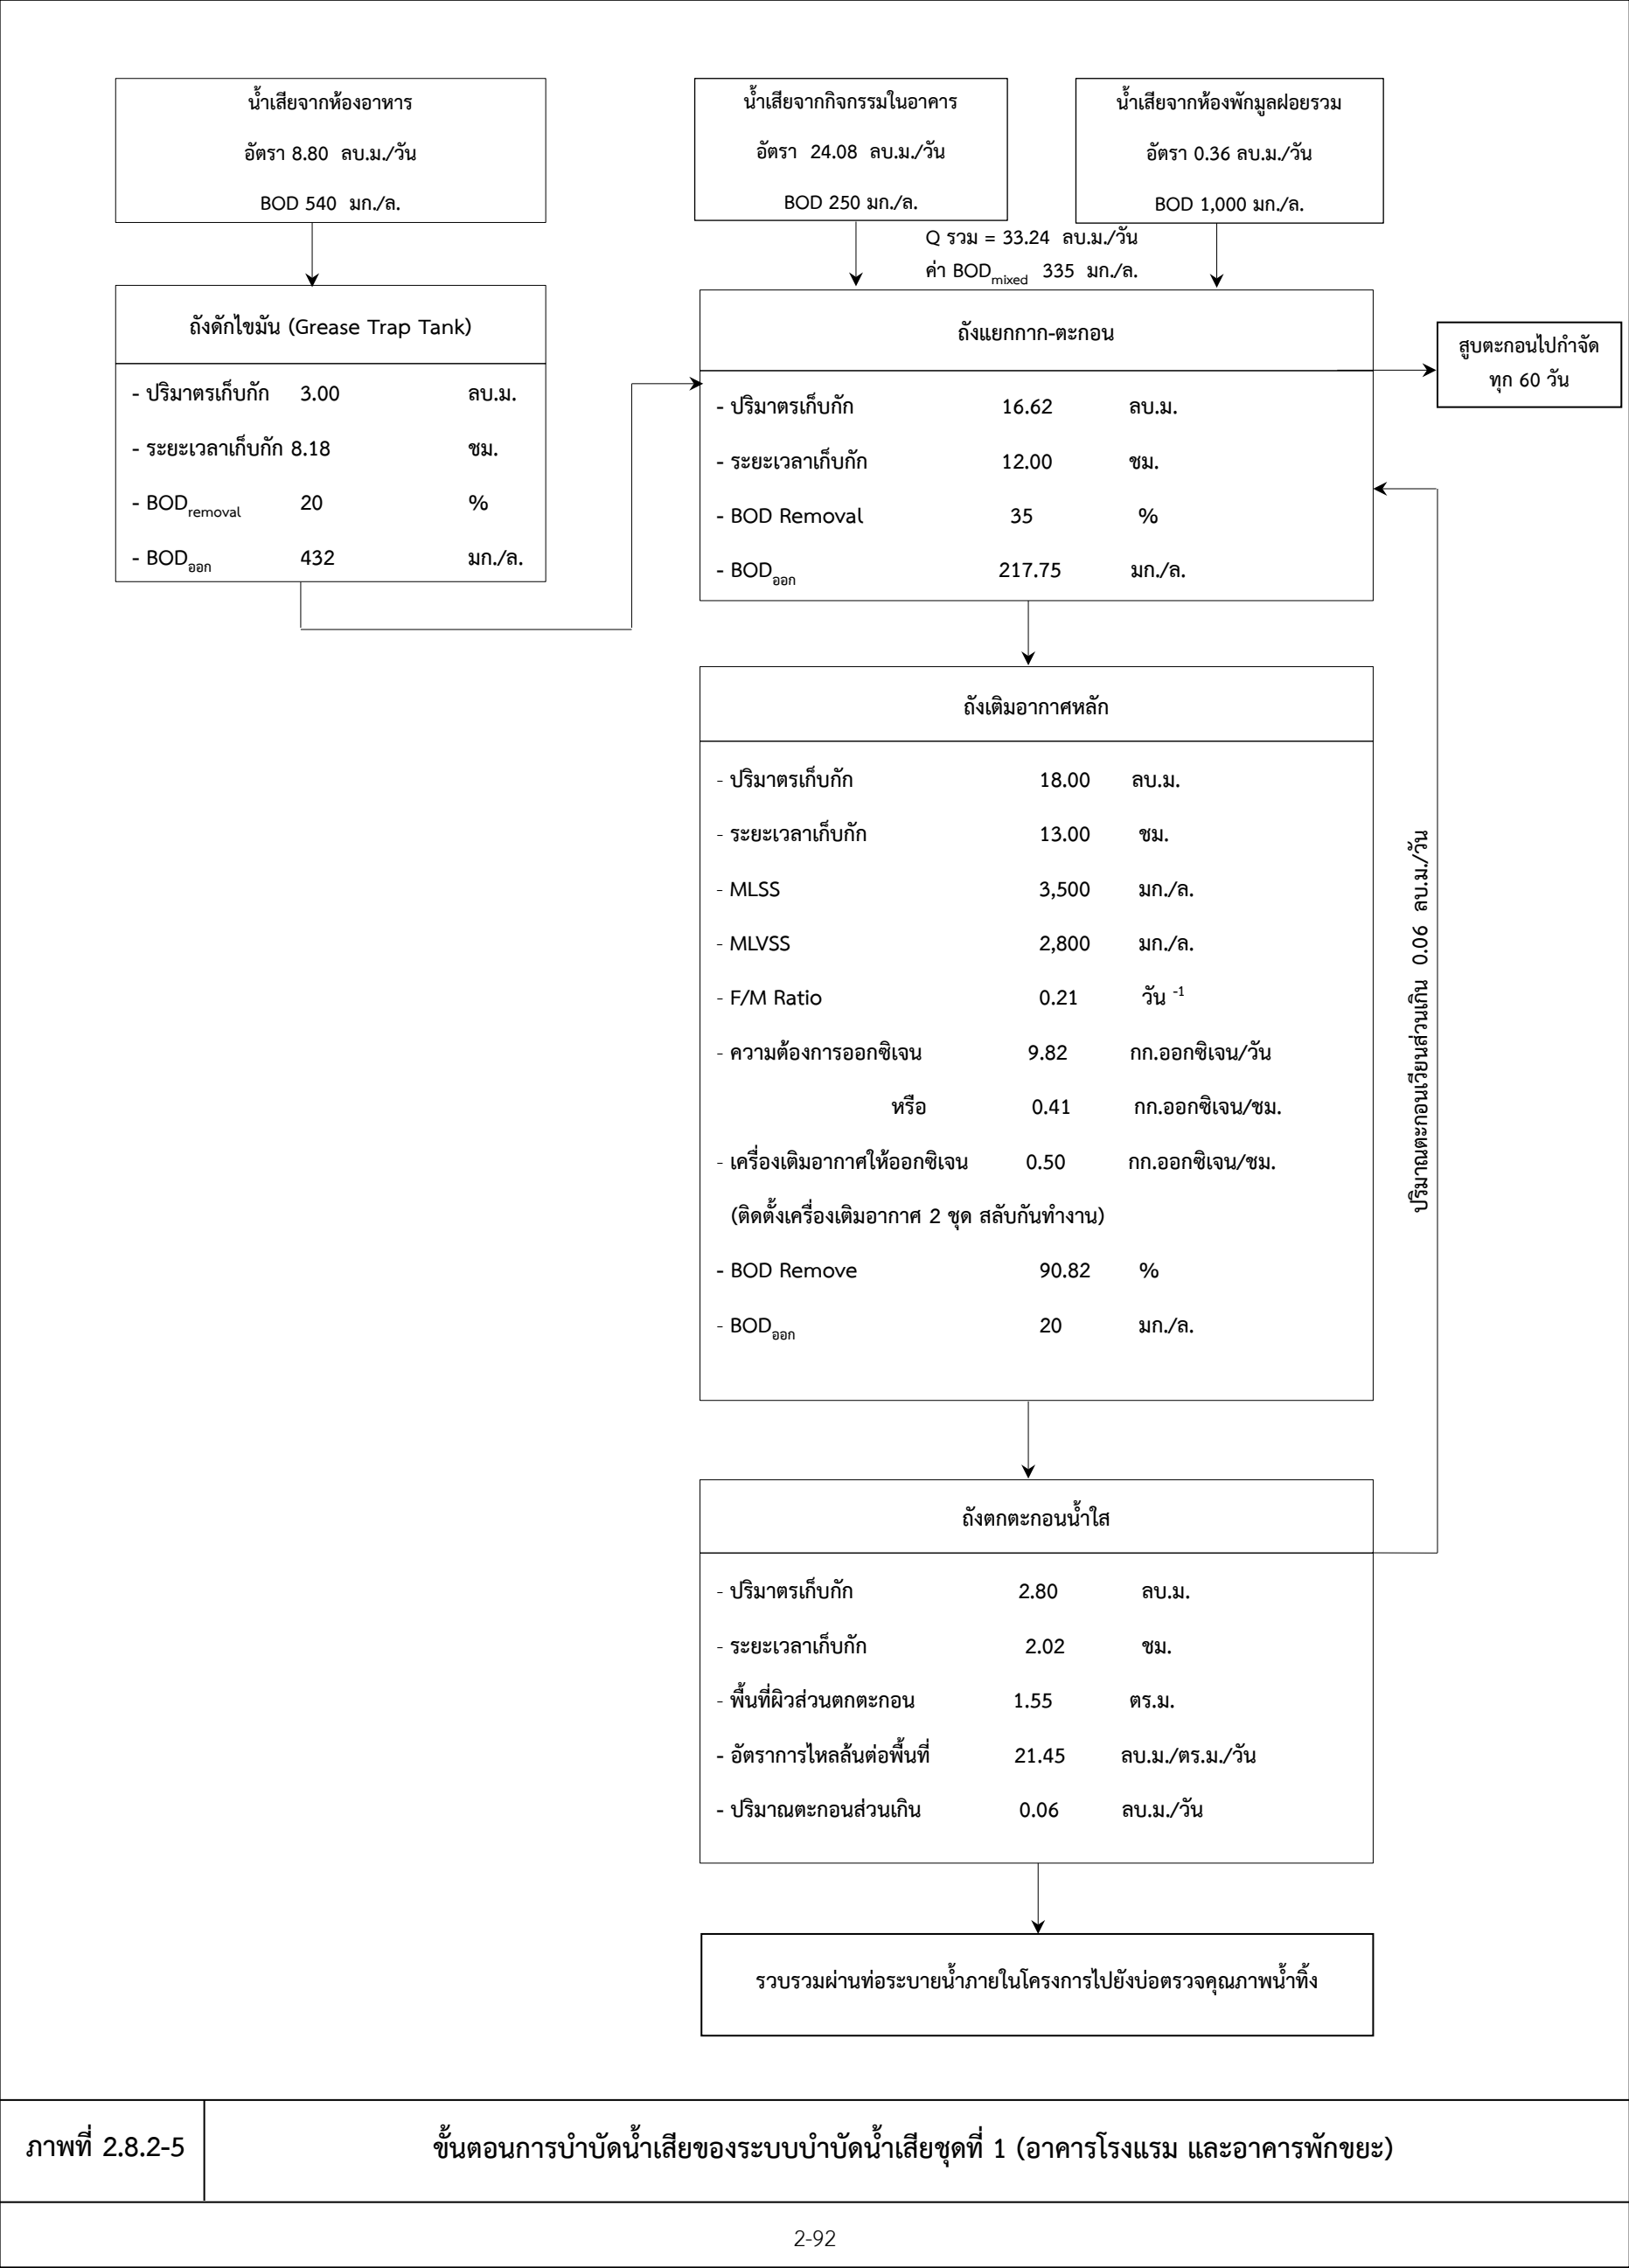 น้ำเสียจากห้องอาหาร
อัตรา 8.80 ลบ.ม./วัน
BOD 540 มก./ล.
น้ำเสียจากกิจกรรมในอาคาร
อัตรา 24.08 ลบ.ม./วัน
BOD 250 มก./ล.
น้ำเสียจากห้องพักมูลฝอยรวม
อัตรา 0.36 ลบ.ม./วัน
BOD 1,000 มก./ล.
Q รวม = 33.24 ลบ.ม./วัน
ค่า BODmixed 335 มก./ล.
ถังดักไขมัน (Grease Trap Tank)
- ปริมาตรเก็บกัก 3.00 ลบ.ม.
- ระยะเวลาเก็บกัก 8.18 ชม.
- BODremoval 20 %
- BODออก 432 มก./ล.
ถังแยกกาก-ตะกอน
- ปริมาตรเก็บกัก 16.62 ลบ.ม.
- ระยะเวลาเก็บกัก 12.00 ชม.
- BOD Removal 35 %
- BODออก 217.75 มก./ล.
สูบตะกอนไปกำจัด
ทุก 60 วัน
ถังเติมอากาศหลัก
- ปริมาตรเก็บกัก 18.00 ลบ.ม.
- ระยะเวลาเก็บกัก 13.00 ชม.
- MLSS 3,500 มก./ล.
- MLVSS 2,800 มก./ล.
- F/M Ratio 0.21 วัน -1
- ความต้องการออกซิเจน 9.82 กก.ออกซิเจน/วัน
หรือ 0.41 กก.ออกซิเจน/ชม.
- เครื่องเติมอากาศให้ออกซิเจน 0.50 กก.ออกซิเจน/ชม.
(ติดตั้งเครื่องเติมอากาศ 2 ชุด สลับกันทำงาน)
- BOD Remove 90.82 %
- BODออก 20 มก./ล.
ปริมาณตะกอนเวียนส่วนเกิน 0.06 ลบ.ม./วัน
ถังตกตะกอนน้ำใส
- ปริมาตรเก็บกัก 2.80 ลบ.ม.
- ระยะเวลาเก็บกัก 2.02 ชม.
- พื้นที่ผิวส่วนตกตะกอน 1.55 ตร.ม.
- อัตราการไหลล้นต่อพื้นที่ 21.45 ลบ.ม./ตร.ม./วัน
- ปริมาณตะกอนส่วนเกิน 0.06 ลบ.ม./วัน
รวบรวมผ่านท่อระบายน้ำภายในโครงการไปยังบ่อตรวจคุณภาพน้ำทิ้ง
ภาพที่ 2.8.2-5
ขั้นตอนการบำบัดน้ำเสียของระบบบำบัดน้ำเสียชุดที่ 1 (อาคารโรงแรม และอาคารพักขยะ)
2-92